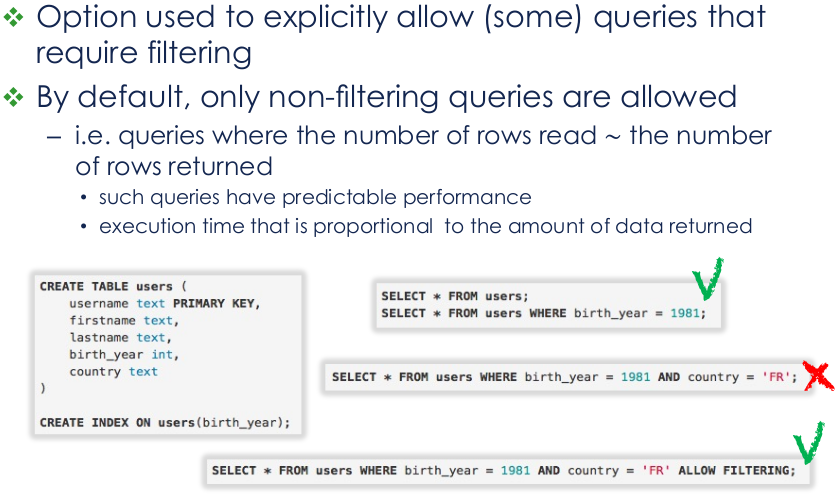 Option used to explicitly allow (some) queries that
require filtering
By default, only non-filtering queries are allowed
– i.e. queries where the number of rows read ~ the number
of rows returned
• such queries have predictable performance
• execution time that is proportional to the amount of data returned
CREATE TABLE users (
username text PRIMARY KEY,
firstname text,
lastname text,
birth_year int,
country text
)
CREATE INDEX ON users(birth_year);
SELECT * FROM users;
SELECT * FROM users WHERE birth_year = 1981;
SELECT * FROM users WHERE birth_year = 1981 AND country = 'FR';
SELECT * FROM users WHERE birth_year = 1981 AND country = 'FR' ALLOW FILTERING;